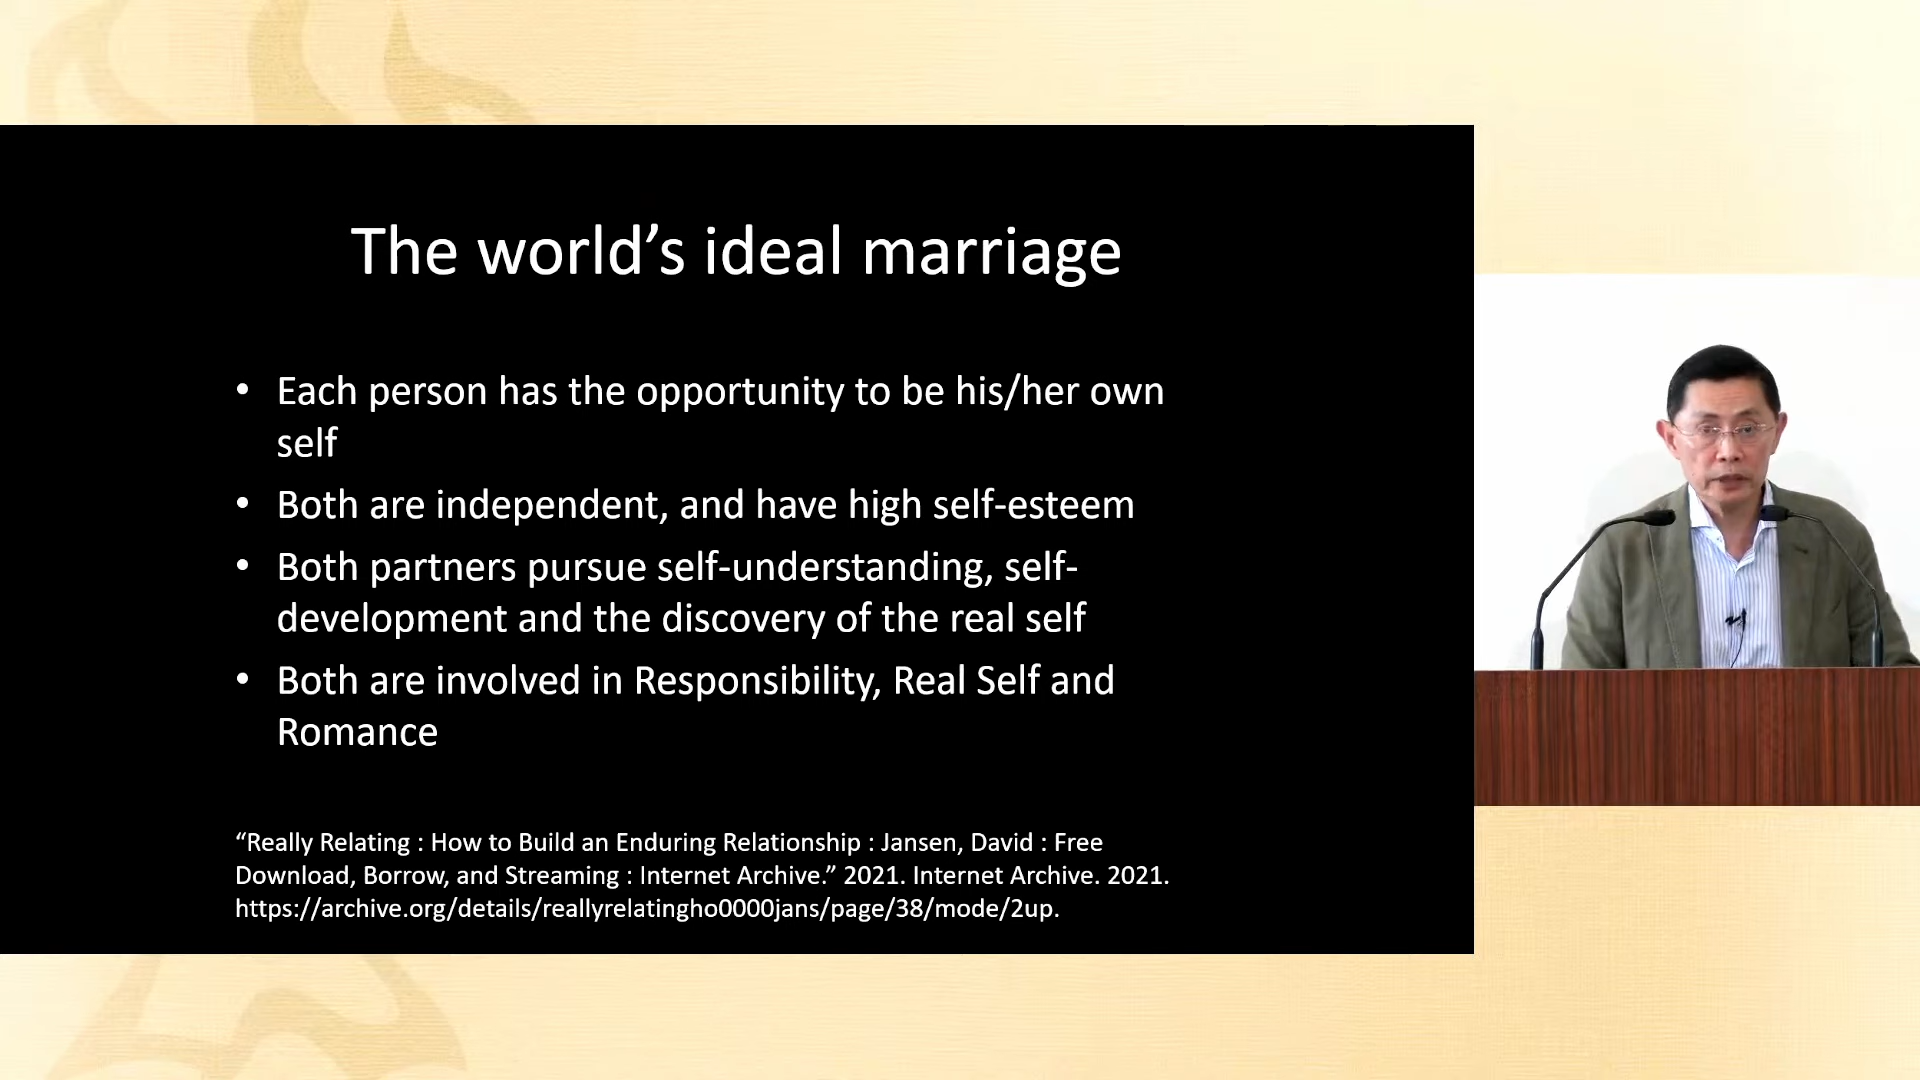 The world’s ideal marriage
• Each person has the opportunity to be his/her own
self
• Both are independent, and have high self-esteem
• Both partners pursue self-understanding, self-
development and the discovery of the real self
• Both are involved in Responsibility, Real Self and
Romance
“Really Relating : How to Build an Enduring Relationship : Jansen, David : Free
Download, Borrow, and Streaming : Internet Archive.” 2021. Internet Archive. 2021.
https://archive.org/details/reallyrelatingho0000jans/page/38/mode/2up.